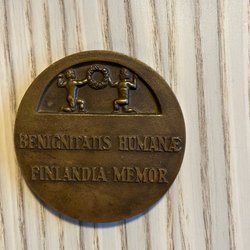 BENIGNITATIS HUMANÆ
FINLANDIA MEMOR